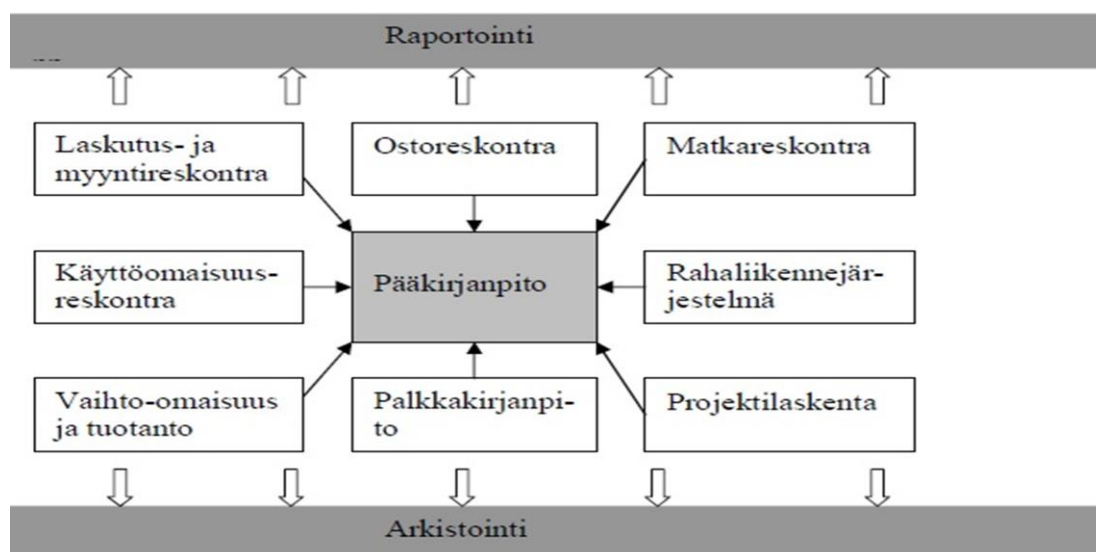 Raportointi
Laskutus- ja
myyntireskontra
Ostoreskontra
Matkareskontra
Käyttöomaisuus-
reskontra
Pääkirjanpito
Rahaliikennejär-
jestelmä
Vaihto-omaisuus
ja tuotanto
Palkkakirjanpi-
to
Projektilaskenta
Arkistointi